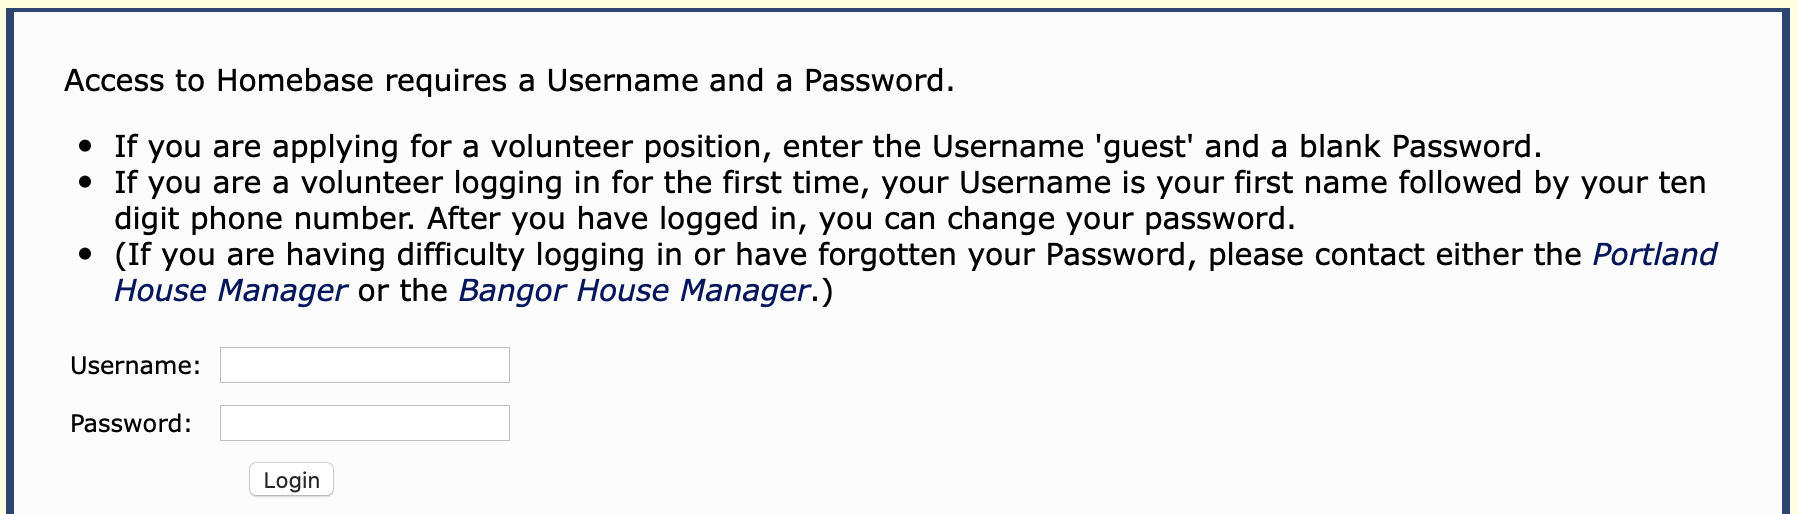 Access to Homebase requires a Username and a Password.
• If you are applying for a volunteer position, enter the Username 'guest' and a blank Password.
• If you are a volunteer logging in for the first time, your Username is your first name followed by your ten
digit phone number. After you have logged in, you can change your password.
• (If you are having difficulty logging in or have forgotten your Password, please contact either the Portland
House Manager or the Bangor House Manager.)
Username:
Password:
Login